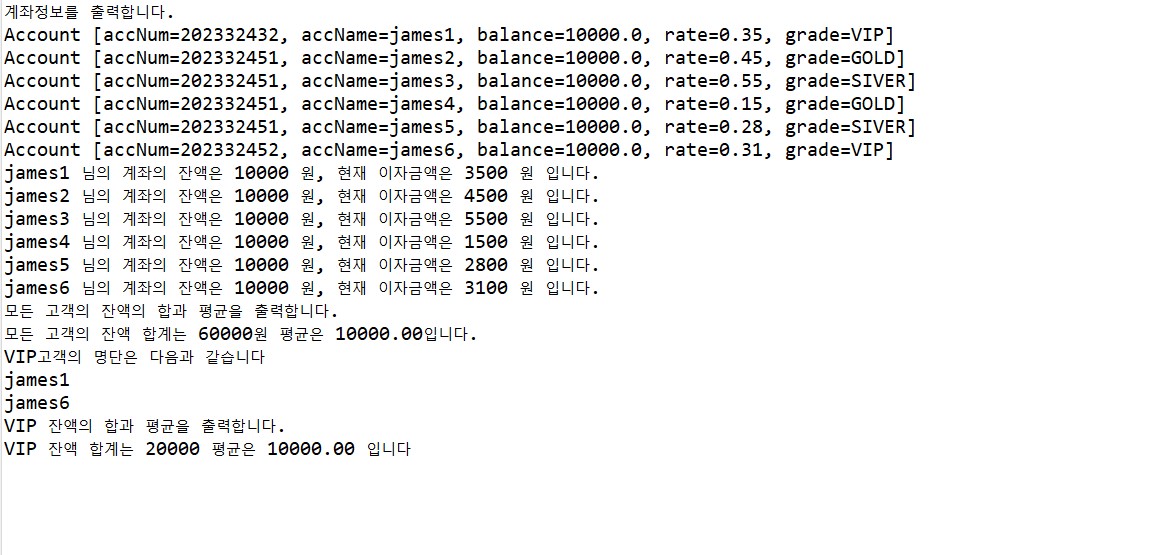 계좌정보를 출력합니다.
Account [accNum=202332432, accName=james1, balance=10000.0, rate=0.35, grade=VIP]
Account [accNum=202332451, accName=james2, balance=10000.0, rate=0.45, grade=GOLD]
Account [accNum=202332451, accName=james3, balance=10000.0, rate=0.55, grade=SIVER]
Account [accNum=202332451, accName=james4, balance=10000.0, rate=0.15, grade=GOLD]
Account [accNum=202332451, accName=james5, balance=10000.0, rate=0.28, grade=SIVER]
Account [accNum=202332452, accName=james6, balance=10000.0, rate=0.31, grade=VIP]
james1 님의 계좌의 잔액은 10000 원, 현재 이자금액은 3500 원 입니다.
james2 님의 계좌의 잔액은 10000 원, 현재 이자금액은 4500 원 입니다.
james3 님의 계좌의 잔액은 10000 원, 현재 이자금액은 5500 원 입니다.
james4 님의 계좌의 잔액은 10000 원, 현재 이자금액은 1500 원 입니다.
james5 님의 계좌의 잔액은 10000 원, 현재 이자금액은 2800 원 입니다.
james6 님의 계좌의 잔액은 10000 원, 현재 이자금액은 3100 원 입니다.
모든 고객의 잔액의 합과 평균을 출력합니다.
모든 고객의 잔액 합계는 60000원 평균은 10000.00입니다.
VIP고객의 명단은 다음과 같습니다
james1
james6
VIP 잔액의 합과 평균을 출력합니다.
VIP 잔액 합계는 20000 평균은 10000.00 입니다